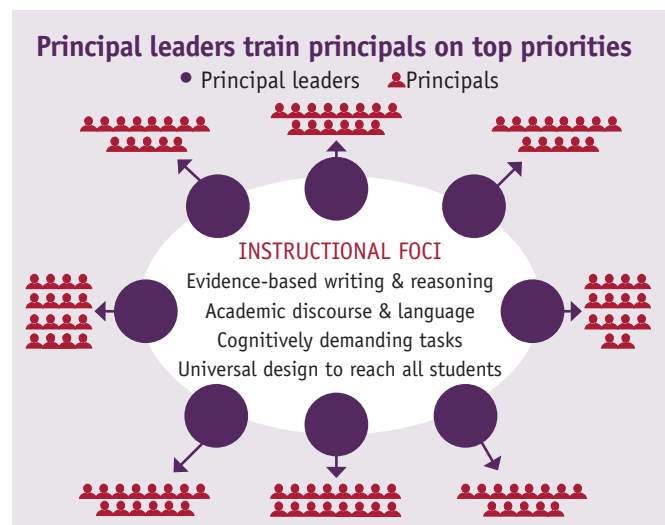 Principal leaders train principals on top priorities
Principal leaders Principals
INSTRUCTIONAL FOCI
Evidence-based writing & reasoning
Academic discourse & language
Cognitively demanding tasks
Universal design to reach all students